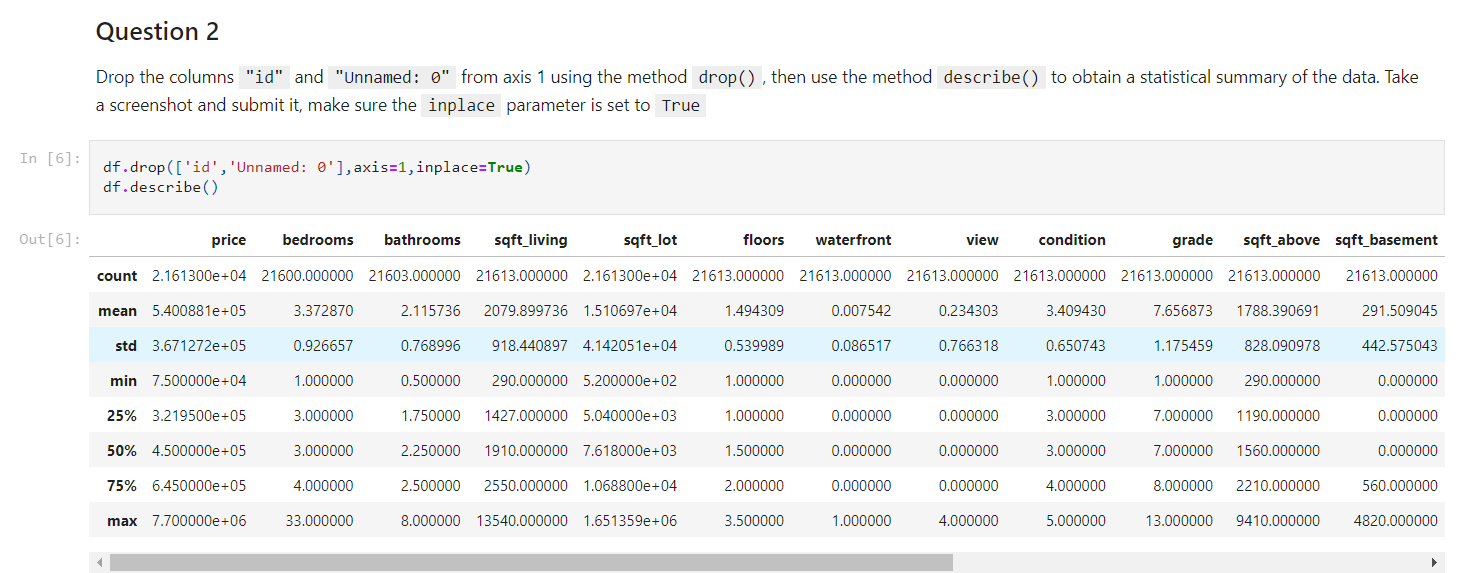 Question 2
Drop the columns "id" and "Unnamed: 0" from axis 1 using the method drop() , then use the method describe() to obtain a statistical summary of the data. Take
a screenshot and submit it, make sure the inplace parameter is set to True
In [6]:
df.drop(['id','Unnamed: 0'],axis=1,inplace=True)
df.describe()
Out[6]:
price bedrooms bathrooms sqft_living sqft_lot floors waterfront view condition grade sqft_above sqft_basement
count 2.161300e+04 21600.000000 21603.000000 21613.000000 2.161300e+04 21613.000000 21613.000000 21613.000000 21613.000000 21613.000000 21613.000000 21613.000000
mean 5.400881e+05 3.372870 2.115736 2079.899736 1.510697e+04 1.494309 0.007542 0.234303 3.409430 7.656873 1788.390691 291.509045
std 3.671272e+05 0.926657 0.768996 918.440897 4.142051e+04 0.539989 0.086517 0.766318 0.650743 1.175459 828.090978 442.575043
min 7.500000e+04 1.000000 0.500000 290.000000 5.200000e+02 1.000000 0.000000 0.000000 1.000000 1.000000 290.000000 0.000000
25% 3.219500e+05 3.000000 1.750000 1427.000000 5.040000e+03 1.000000 0.000000 0.000000 3.000000 7.000000 1190.000000 0.000000
50% 4.500000e+05 3.000000 2.250000 1910.000000 7.618000e+03 1.500000 0.000000 0.000000 3.000000 7.000000 1560.000000 0.000000
75% 6.450000e+05 4.000000 2.500000 2550.000000 1.068800e+04 2.000000 0.000000 0.000000 4.000000 8.000000 2210.000000 560.000000
max 7.700000e+06 33.000000 8.000000 13540.000000 1.651359e+06 3.500000 1.000000 4.000000 5.000000 13.000000 9410.000000 4820.000000